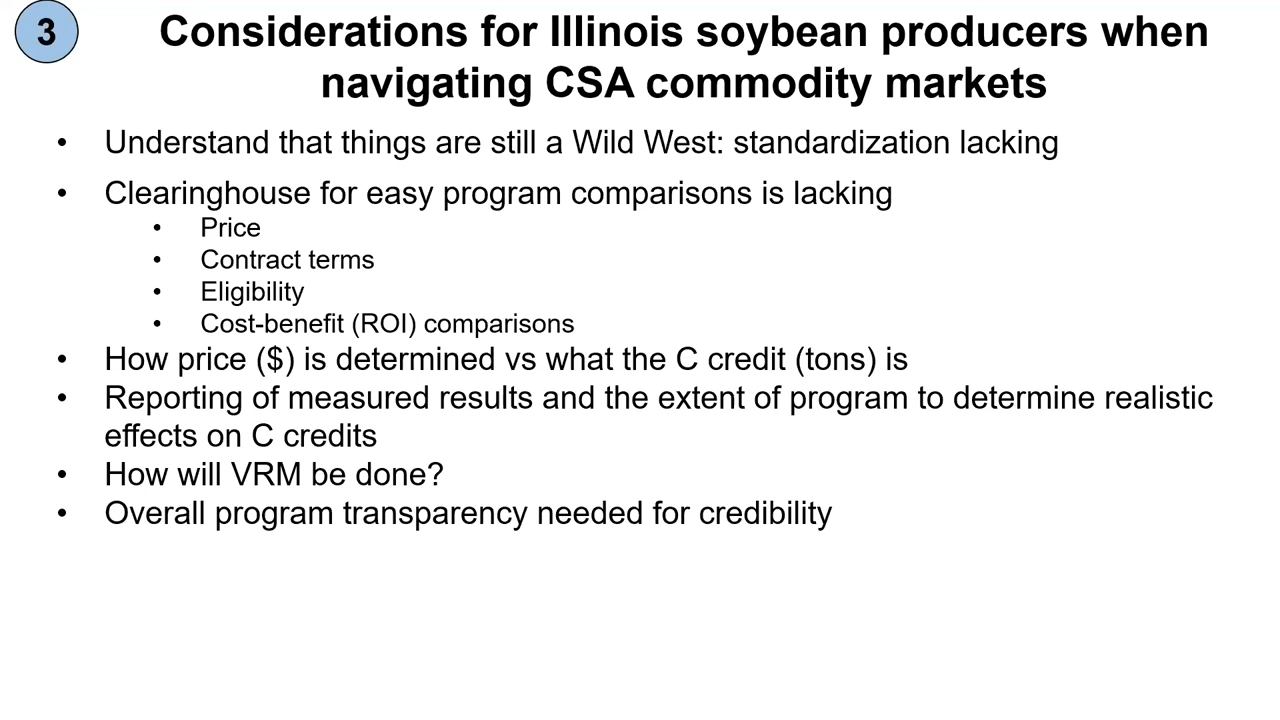 3
Considerations for Illinois soybean producers when
navigating CSA commodity markets
• Understand that things are still a Wild West: standardization lacking
• Clearinghouse for easy program comparisons is lacking
• Price
• Contract terms
• Eligibility
• Cost-benefit (ROI) comparisons
• How price ($) is determined vs what the C credit (tons) is
• Reporting of measured results and the extent of program to determine realistic
effects on C credits
• How will VRM be done?
• Overall program transparency needed for credibility